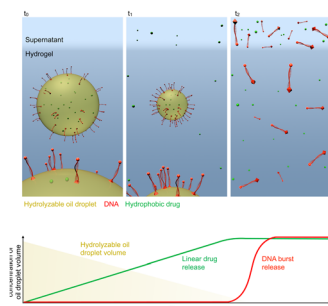 t₀ t₁ t₂
Supernatant
Hydrogel
Hydrolyzable oil droplet DNA Hydrophobic drug
Hydrolyzable oil
droplet volume
Linear drug
release
DNA burst
release
oil droplet volume